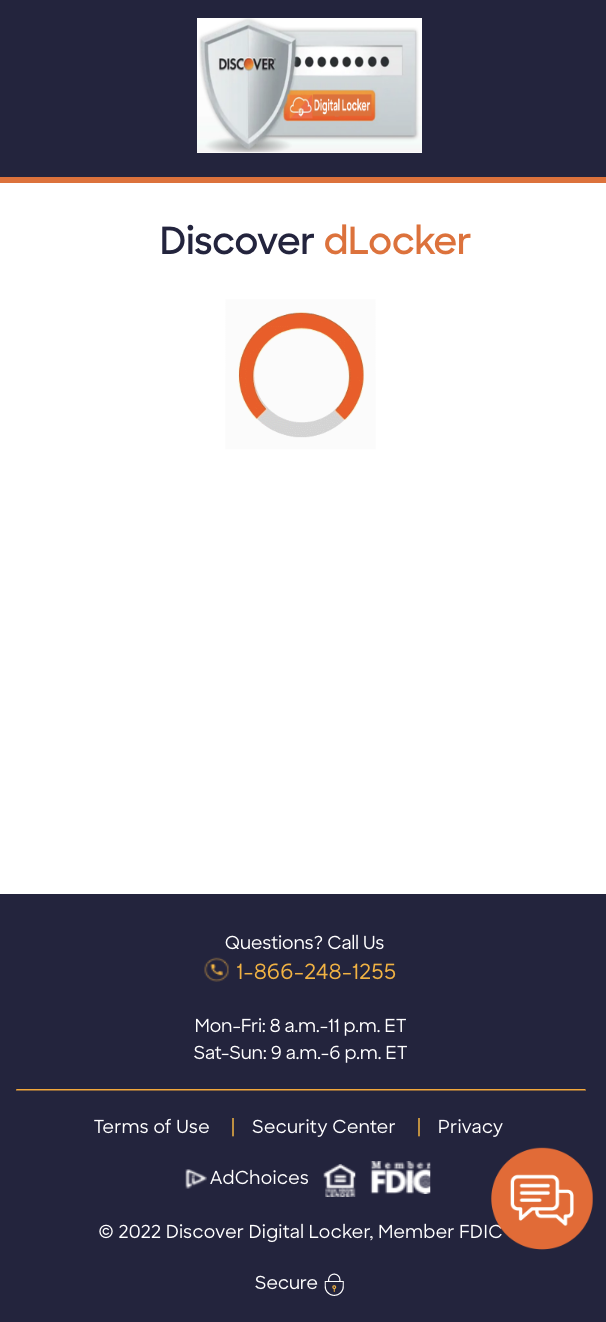 DISCOVER
Digital Locker
Discover dLocker
Questions? Call Us
1-866-248-1255
Mon-Fri: 8 a.m.-11 p.m. ET
Sat-Sun: 9 a.m.-6 p.m. ET
Terms of Use | Security Center | Privacy
AdChoices
Member
FDIC
© 2022 Discover Digital Locker, Member FDIC
Secure